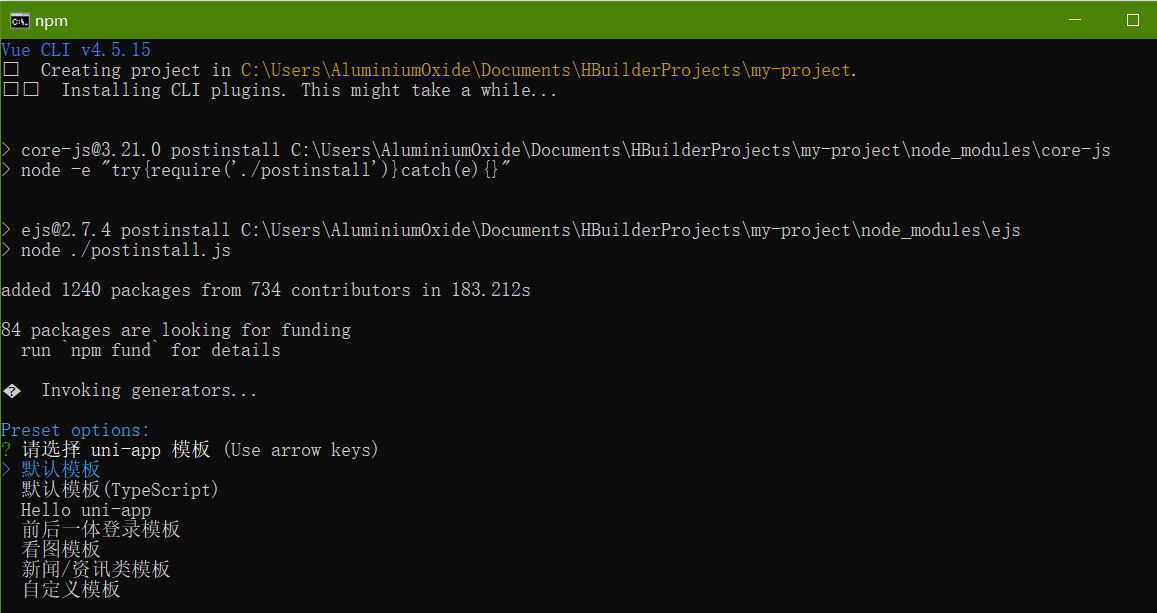 npm
Vue CLI v4.5.15
Creating project in C:\Users\AluminiumOxide\Documents\HBuilderProjects\my-project.
Installing CLI plugins. This might take a while...
> core-js@3.21.0 postinstall C:\Users\AluminiumOxide\Documents\HBuilderProjects\my-project\node_modules\core-js
> node -e "try{require('./postinstall')}catch(e){}"
> ejs@2.7.4 postinstall C:\Users\AluminiumOxide\Documents\HBuilderProjects\my-project\node_modules\ejs
> node ./postinstall.js
added 1240 packages from 734 contributors in 183.212s
84 packages are looking for funding
run `npm fund` for details
� Invoking generators...
Preset options:
? 请选择 uni-app 模板 (Use arrow keys)
> 默认模板
默认模板(TypeScript)
Hello uni-app
前后一体登录模板
看图模板
新闻/资讯类模板
自定义模板